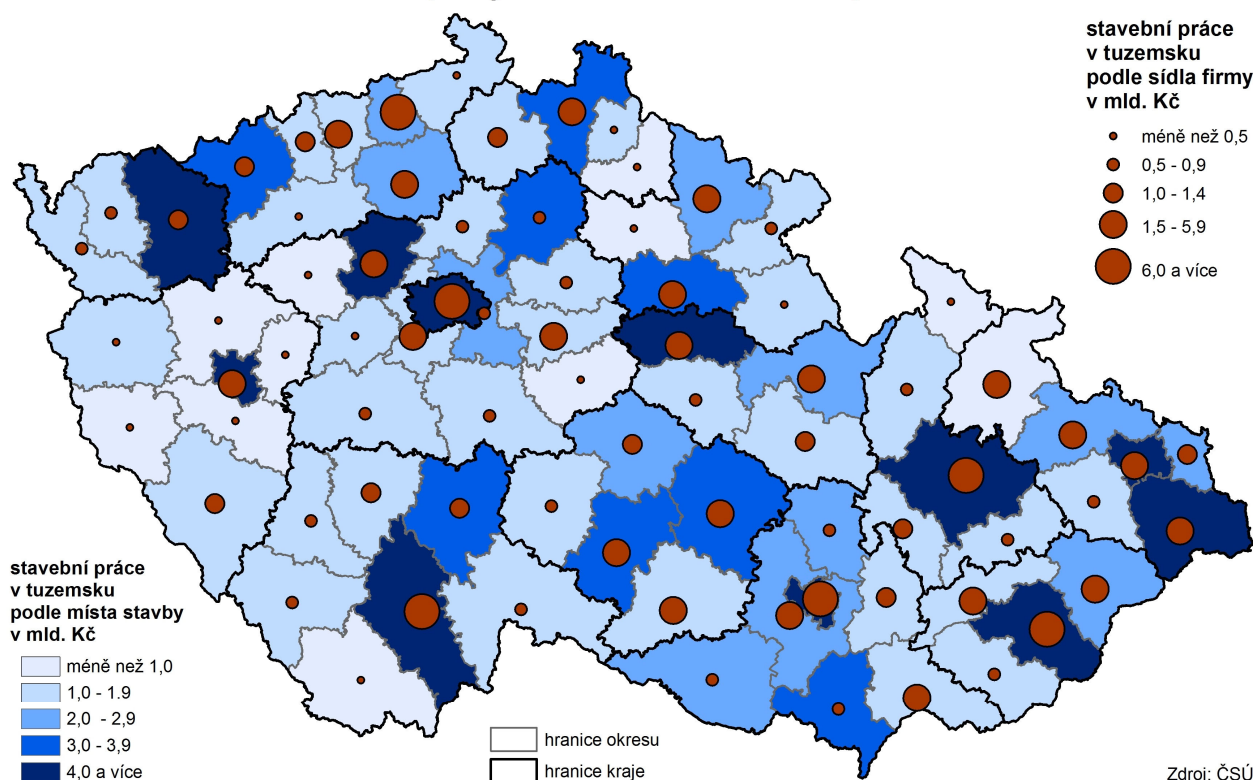 stavební práce
v tuzemsku
podle sídla firmy
v mld. Kč
méně než 0,5
0,5 - 0,9
1,0 - 1,4
1,5 - 5,9
6,0 a více
stavební práce
v tuzemsku
podle místa stavby
v mld. Kč
méně než 1,0
1,0 - 1.9
2,0 - 2,9
3,0 - 3,9
4,0 a více
hranice okresu
hranice kraje
Zdroj: ČSÚ